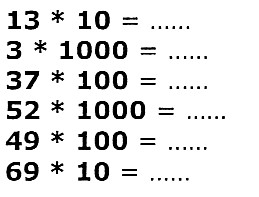 13 * 10 = ......
3 * 1000 = ......
37 * 100 = ......
52 * 1000 = ......
49 * 100 = ......
69 * 10 = ......